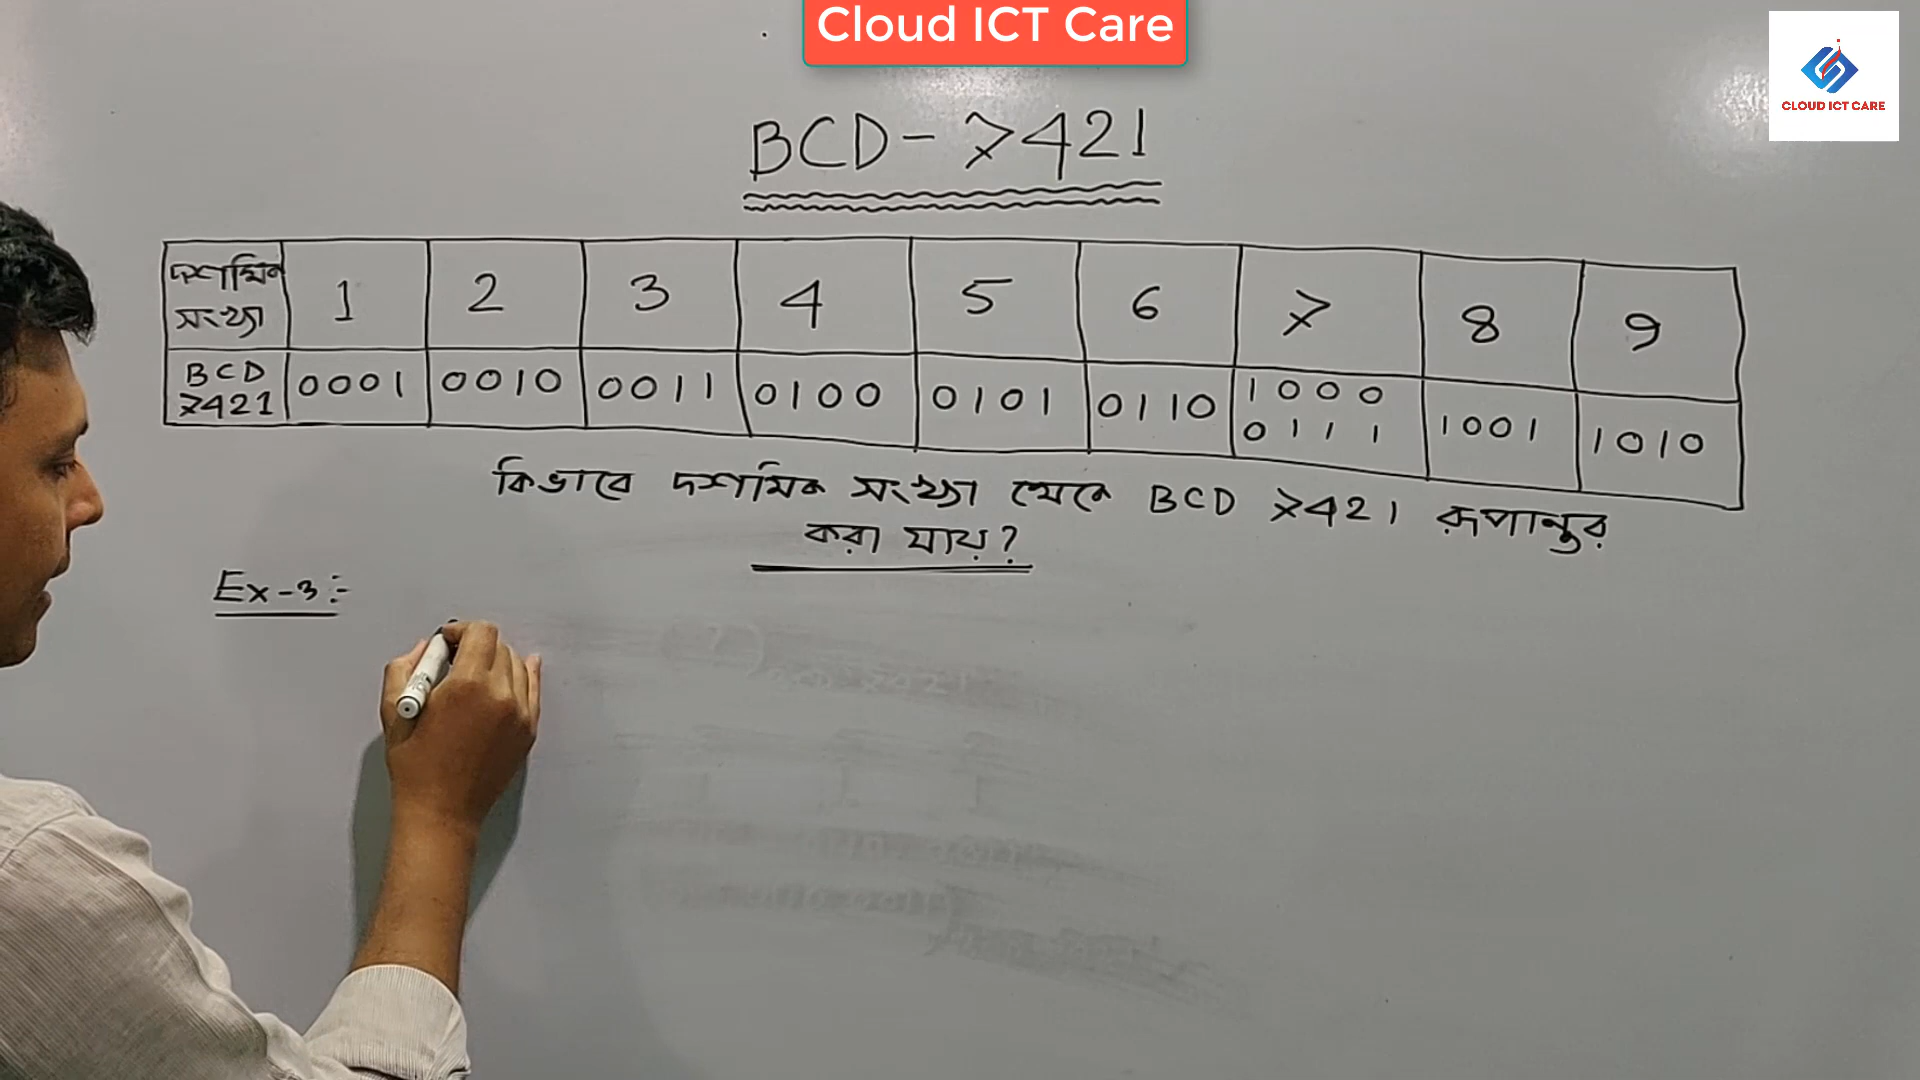 Cloud ICT Care
CLOUD ICT CARE
BCD - 7421
দশমিক সংখ্যা 1 2 3 4 5 6 7 8 9
BCD 7421 0001 0010 0011 0100 0101 0110 1000 0111 1001 1010
কিভাবে দশমিক সংখ্যা থেকে BCD 7421 রূপান্তর
করা যায়?
Ex-3:-